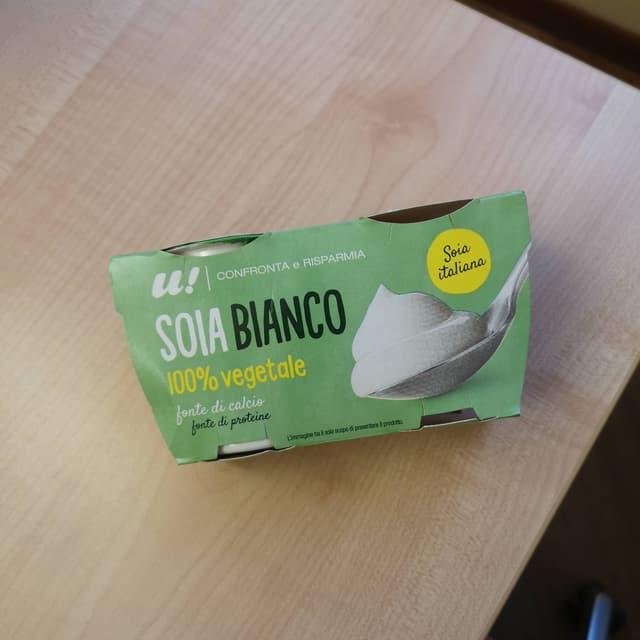 u! CONFRONTA e RISPARMIA
Soia
italiana
SOIA BIANCO
100% vegetale
fonte di calcio
fonte di proteine
L'immagine ha il solo scopo di presentare il prodotto.